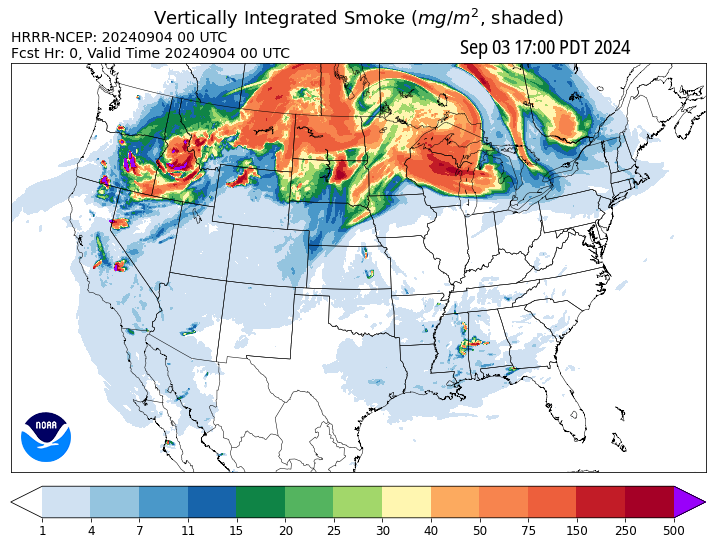 Vertically Integrated Smoke (mg/m², shaded)
HRRR-NCEP: 20240904 00 UTC
Fcst Hr: 0, Valid Time 20240904 00 UTC
Sep 03 17:00 PDT 2024
NOAA
1 4 7 11 15 20 25 30 40 50 75 150 250 500